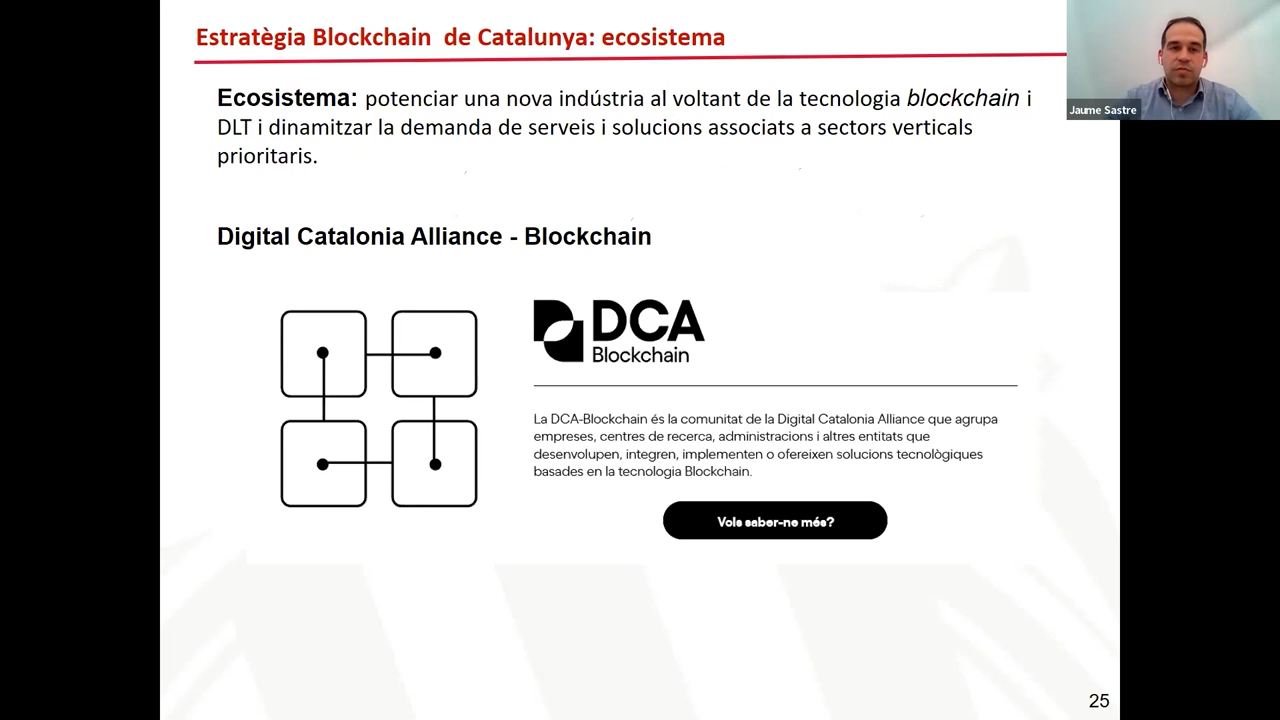 Estratègia Blockchain de Catalunya: ecosistema
Jaume Sastre
Ecosistema: potenciar una nova indústria al voltant de la tecnologia blockchain i
DLT i dinamitzar la demanda de serveis i solucions associats a sectors verticals
prioritaris.
Digital Catalonia Alliance - Blockchain
DCA
Blockchain
La DCA-Blockchain és la comunitat de la Digital Catalonia Alliance que agrupa
empreses, centres de recerca, administracions i altres entitats que
desenvolupen, integren, implementen o ofereixen solucions tecnològiques
basades en la tecnologia Blockchain.
Vols saber-ne més?
25